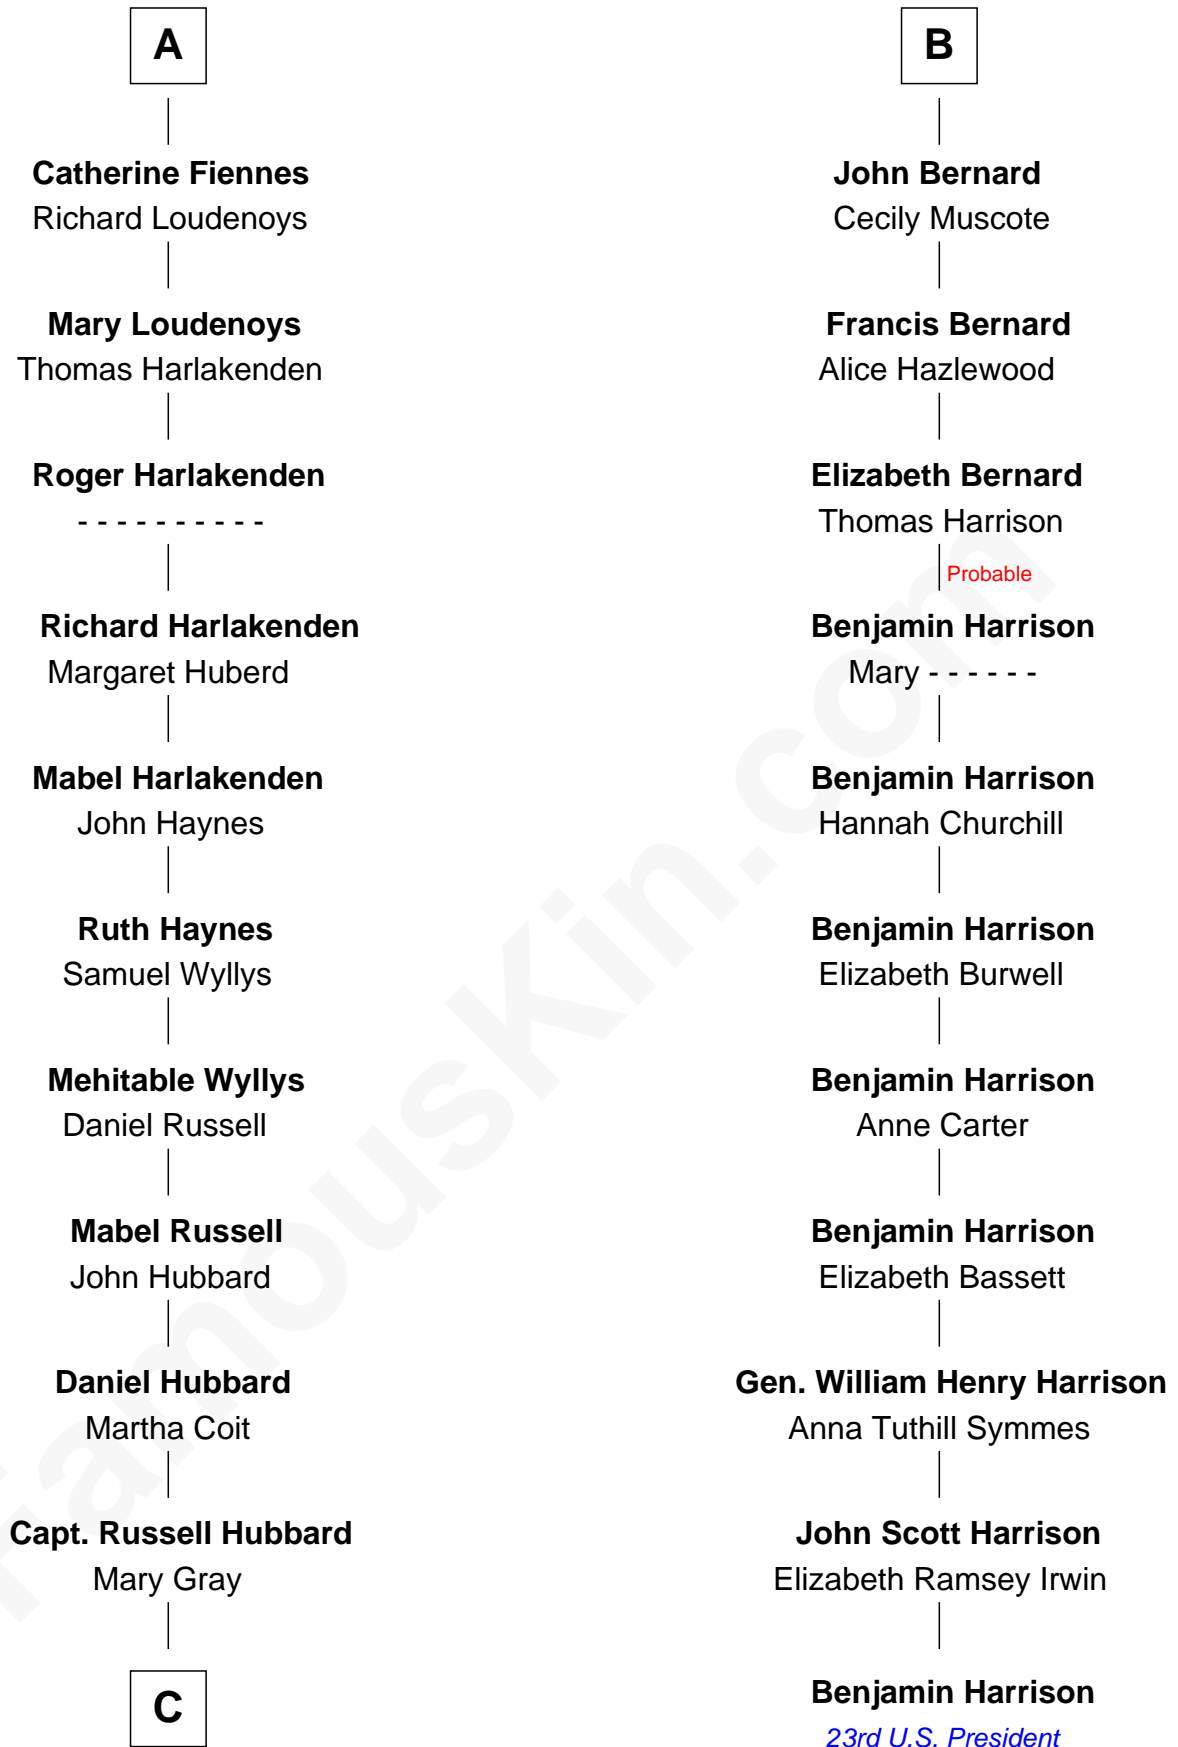 A
Catherine Fiennes
Richard Loudenoys
Mary Loudenoys
Thomas Harlakenden
Roger Harlakenden
- - - - - - - - - -
Richard Harlakenden
Margaret Huberd
Mabel Harlakenden
John Haynes
Ruth Haynes
Samuel Wyllys
Mehitable Wyllys
Daniel Russell
Mabel Russell
John Hubbard
Daniel Hubbard
Martha Coit
Capt. Russell Hubbard
Mary Gray
C
B
John Bernard
Cecily Muscote
Francis Bernard
Alice Hazlewood
Elizabeth Bernard
Thomas Harrison
Probable
Benjamin Harrison
Mary - - - - - -
Benjamin Harrison
Hannah Churchill
Benjamin Harrison
Elizabeth Burwell
Benjamin Harrison
Anne Carter
Benjamin Harrison
Elizabeth Bassett
Gen. William Henry Harrison
Anna Tuthill Symmes
John Scott Harrison
Elizabeth Ramsey Irwin
Benjamin Harrison
23rd U.S. President
FamousKin.com